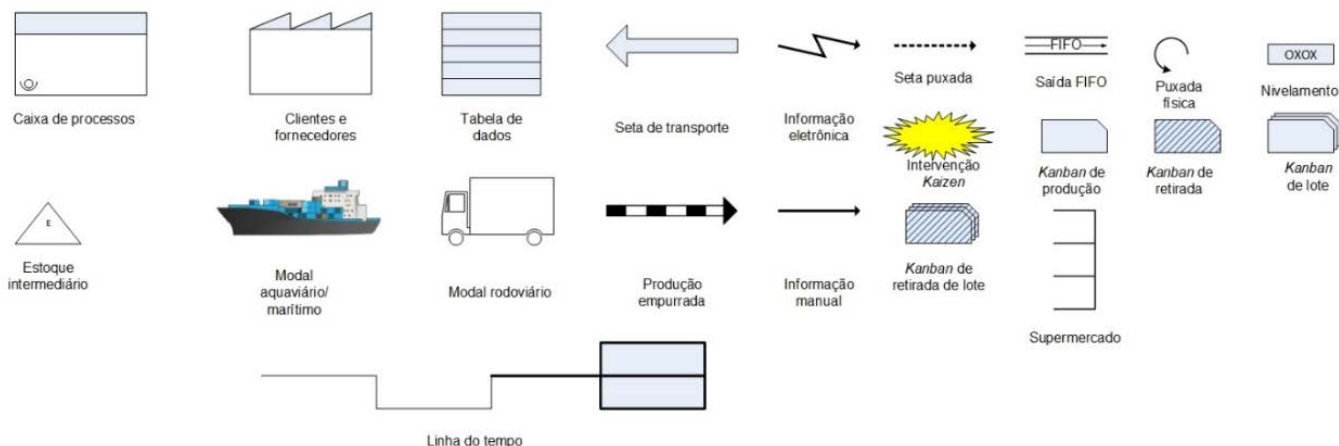 Caixa de processos
Clientes e
fornecedores
Tabela de
dados
Seta de transporte
Informação
eletrônica
Seta puxada
FIFO
Saída FIFO
Puxada
física
OXOX
Nivelamento
Intervenção
Kaizen
Kanban de
produção
Kanban de
retirada
Kanban
de lote
E
Estoque
intermediário
Modal
aquaviário/
marítimo
Modal rodoviário
Produção
empurrada
Informação
manual
Kanban de
retirada de lote
Supermercado
Linha do tempo